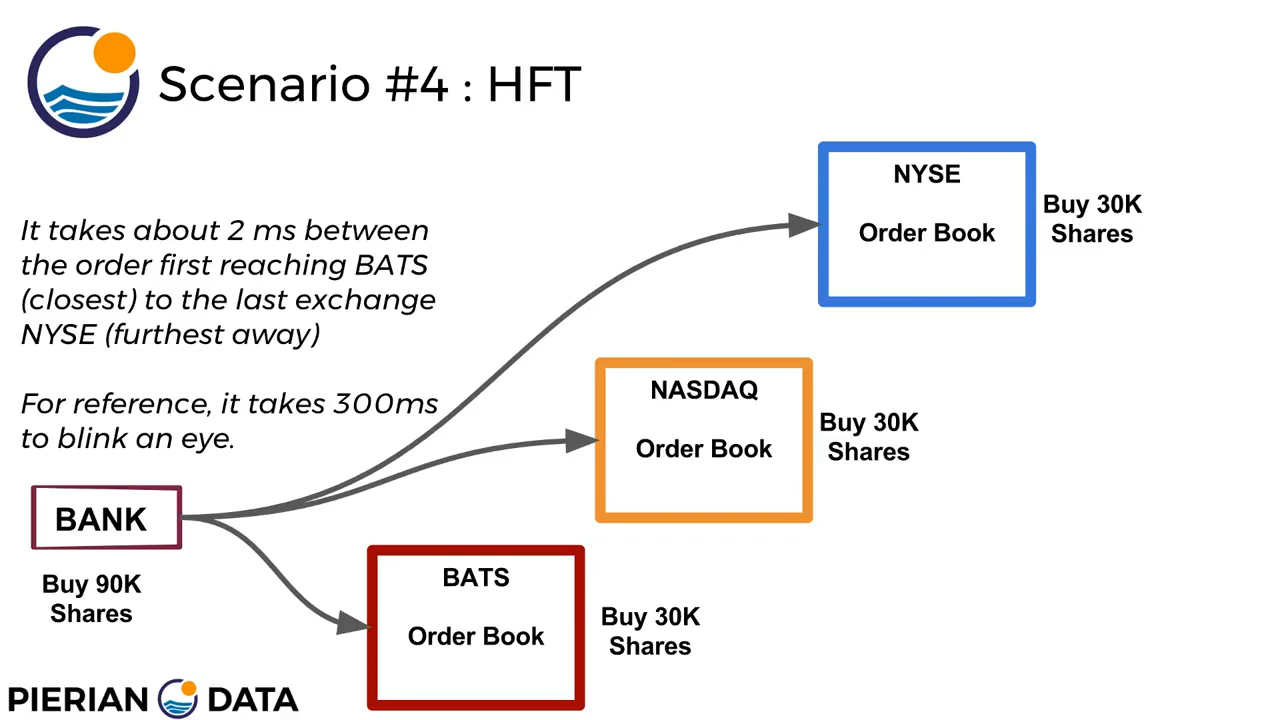 Scenario #4 : HFT
It takes about 2 ms between
the order first reaching BATS
(closest) to the last exchange
NYSE (furthest away)
For reference, it takes 300ms
to blink an eye.
NYSE
Order Book
Buy 30K
Shares
NASDAQ
Order Book
Buy 30K
Shares
BANK
Buy 90K
Shares
BATS
Order Book
Buy 30K
Shares
PIERIAN DATA